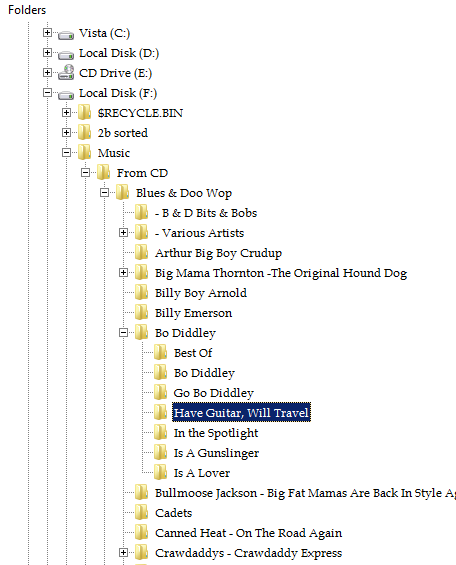 Folders
Vista (C:)
Local Disk (D:)
CD Drive (E:)
Local Disk (F:)
$RECYCLE.BIN
2b sorted
Music
From CD
Blues & Doo Wop
- B & D Bits & Bobs
- Various Artists
Arthur Big Boy Crudup
Big Mama Thornton -The Original Hound Dog
Billy Boy Arnold
Billy Emerson
Bo Diddley
Best Of
Bo Diddley
Go Bo Diddley
Have Guitar, Will Travel
In the Spotlight
Is A Gunslinger
Is A Lover
Bullmoose Jackson - Big Fat Mamas Are Back In Style Ag
Cadets
Canned Heat - On The Road Again
Crawdaddys - Crawdaddy Express